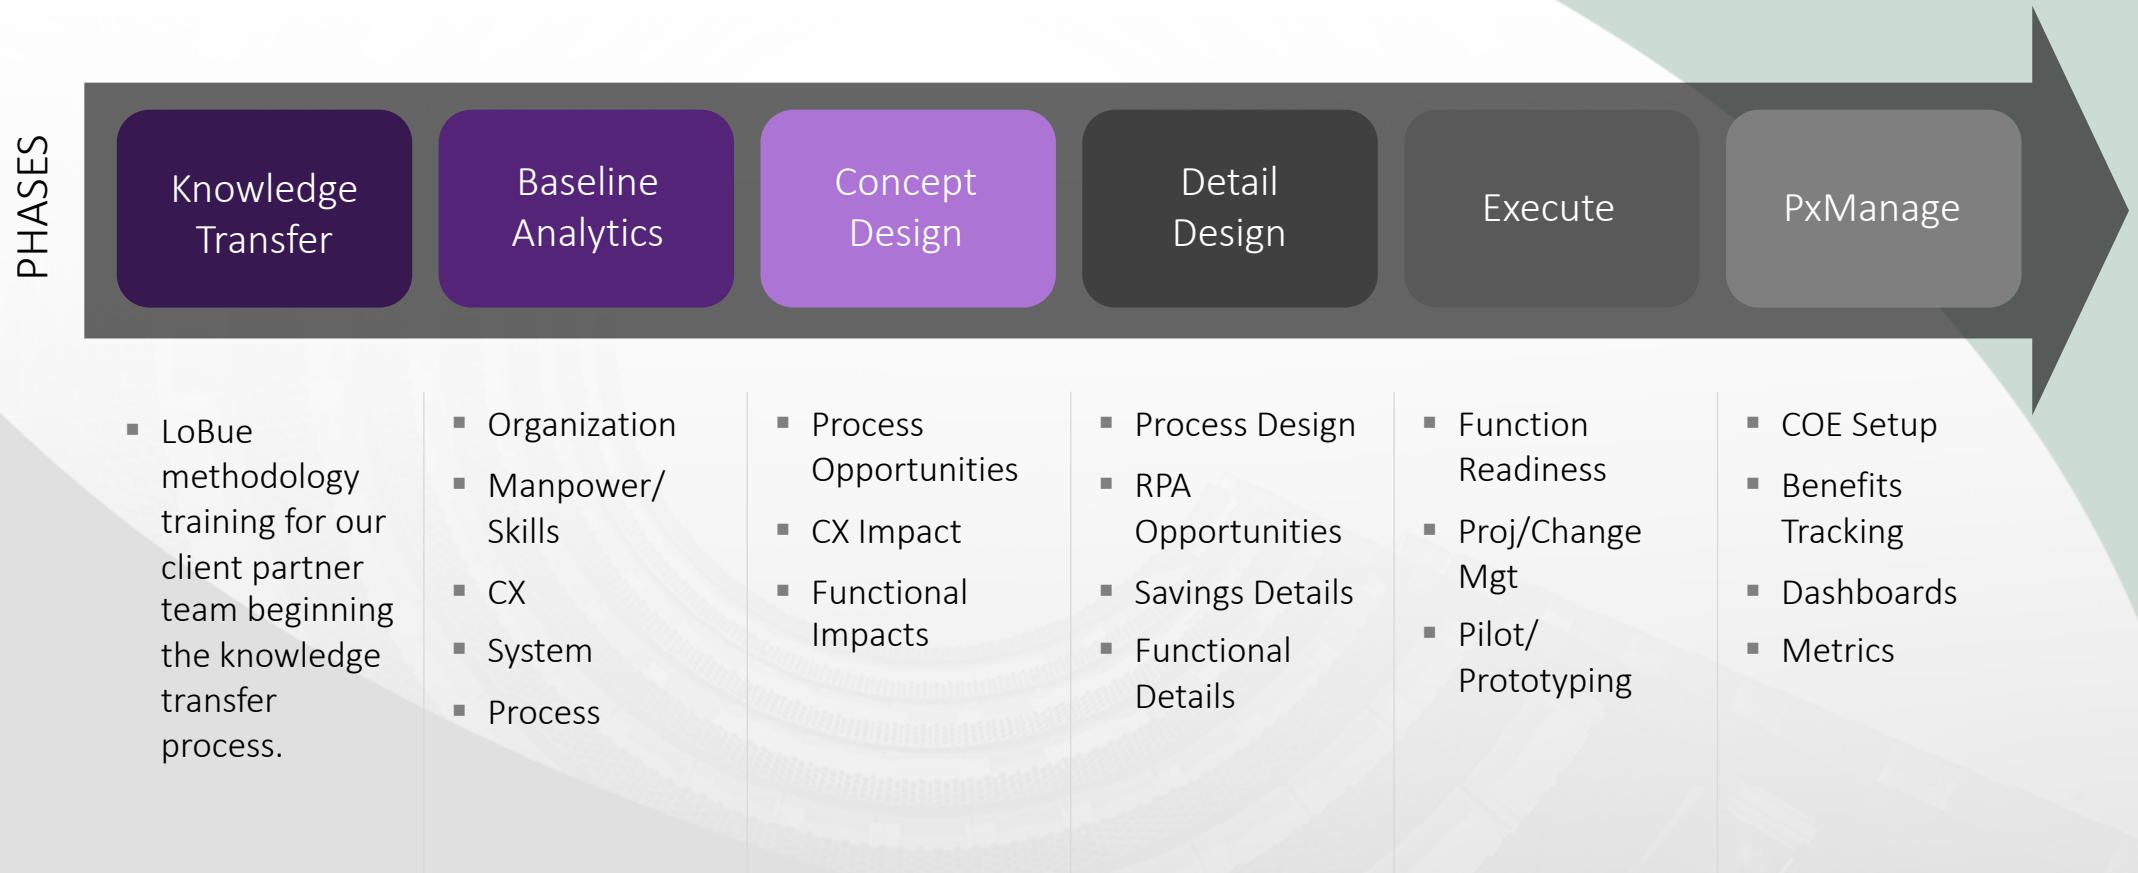 PHASES
Knowledge
Transfer
Baseline
Analytics
Concept
Design
Detail
Design
Execute
PxManage
▪ LoBue
methodology
training for our
client partner
team beginning
the knowledge
transfer
process.
▪ Organization
▪ Manpower/
Skills
▪ CX
▪ System
▪ Process
▪ Process
Opportunities
▪ CX Impact
▪ Functional
Impacts
▪ Process Design
▪ RPA
Opportunities
▪ Savings Details
▪ Functional
Details
▪ Function
Readiness
▪ Proj/Change
Mgt
▪ Pilot/
Prototyping
▪ COE Setup
▪ Benefits
Tracking
▪ Dashboards
▪ Metrics